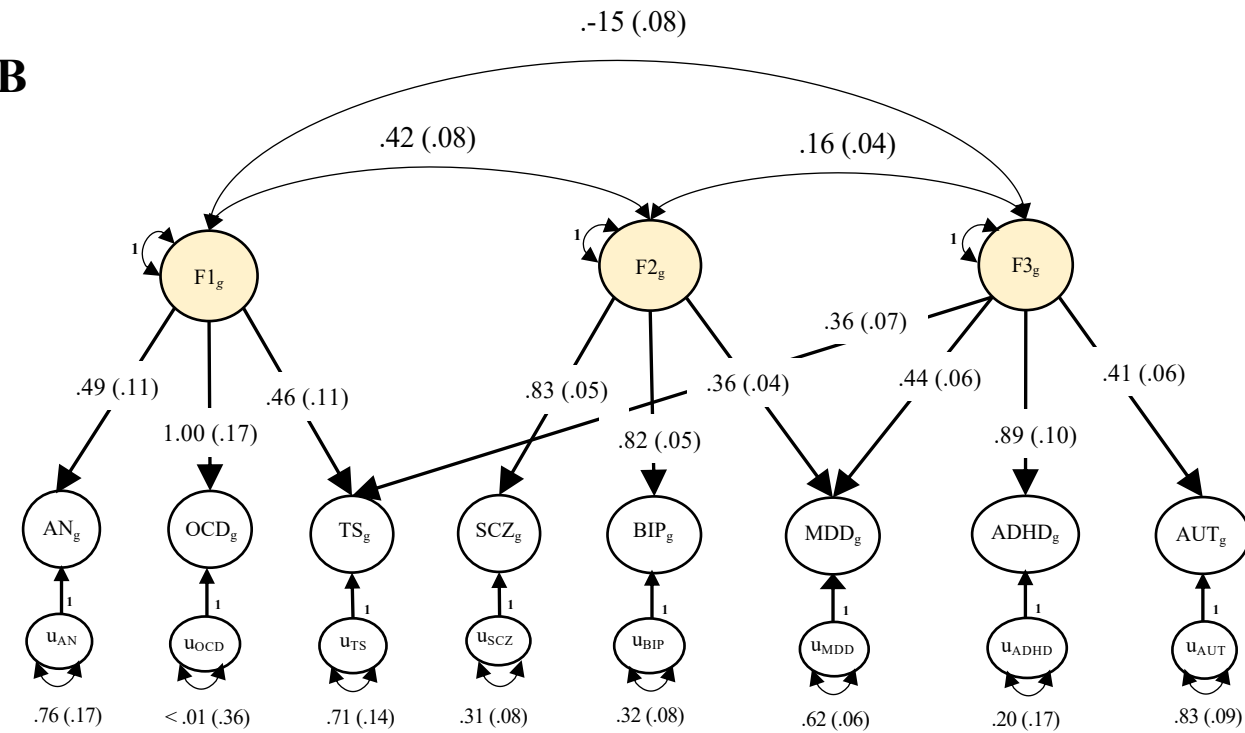 .-15 (.08)
B
.42 (.08)
.16 (.04)
1
1
1
F1g
F2g
F3g
.36 (.07)
.49 (.11)
.46 (.11)
.83 (.05)
.36 (.04)
.44 (.06)
.41 (.06)
1.00 (.17)
.82 (.05)
.89 (.10)
ANg
OCDg
TSg
SCZg
BIPg
MDDg
ADHDg
AUTg
1
1
1
1
1
1
1
1
uAN
uOCD
uTS
uSCZ
uBIP
uMDD
uADHD
uAUT
.76 (.17)
< .01 (.36)
.71 (.14)
.31 (.08)
.32 (.08)
.62 (.06)
.20 (.17)
.83 (.09)